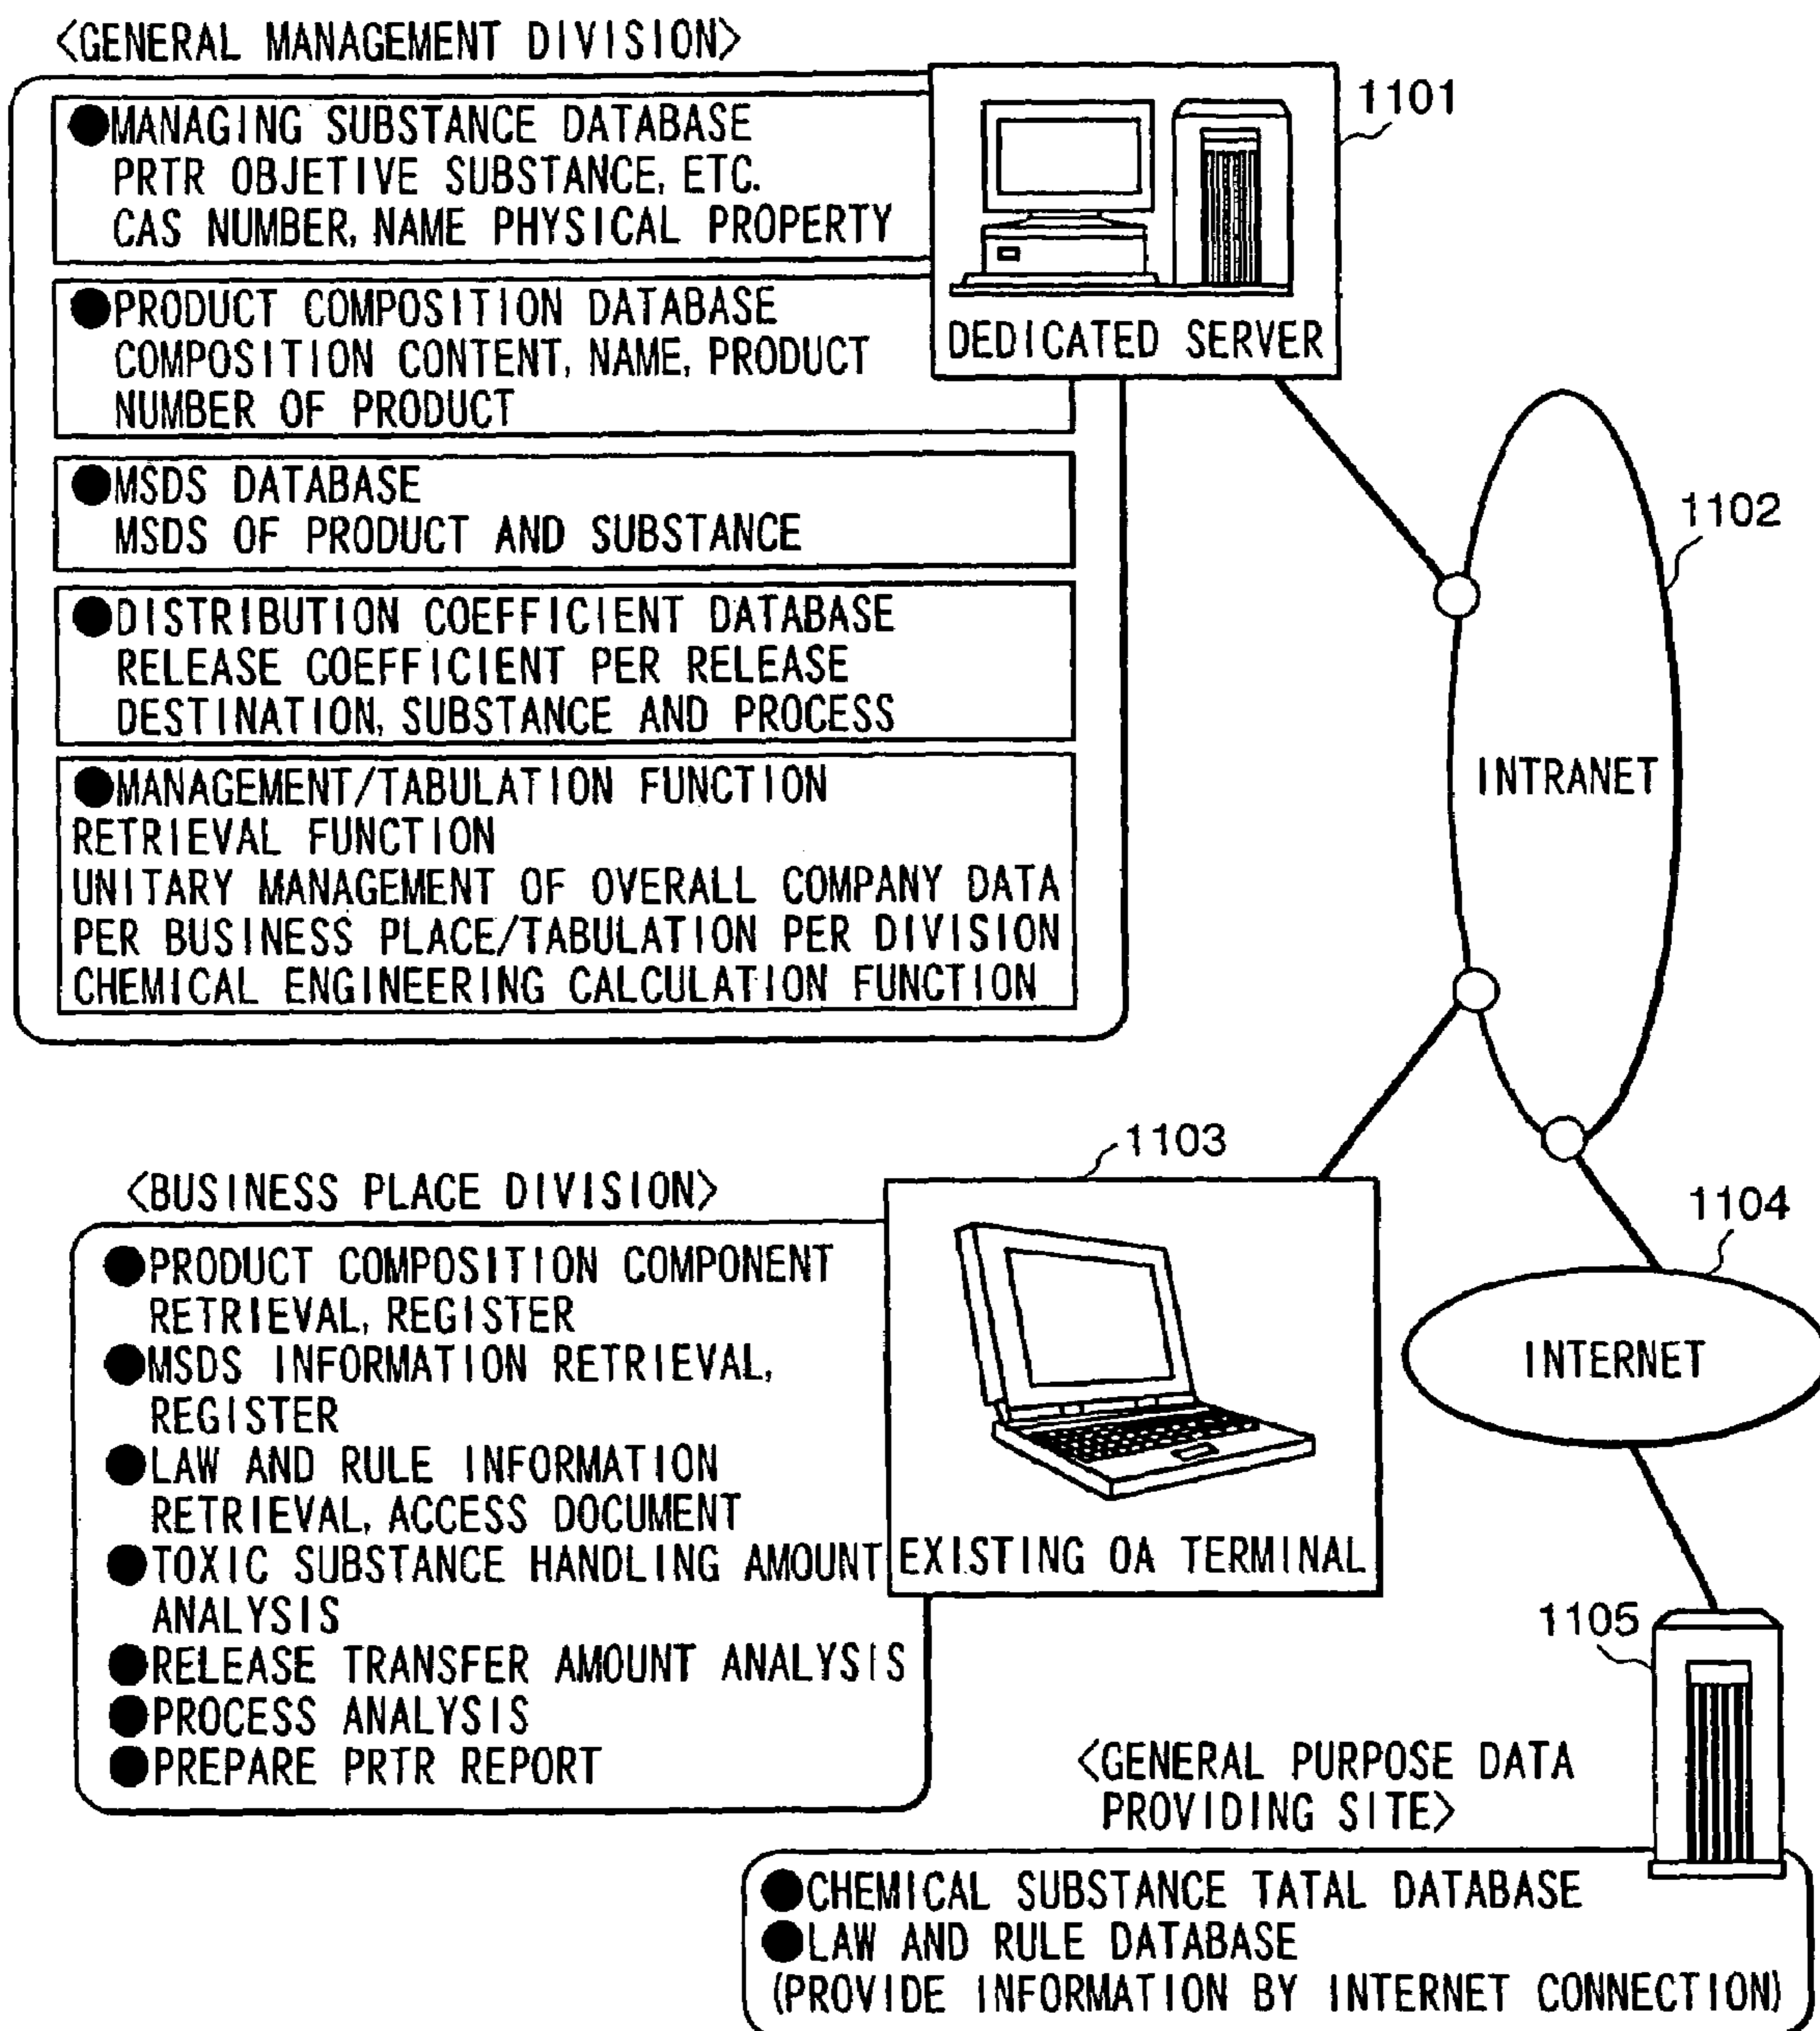 <GENERAL MANAGEMENT DIVISION>
●MANAGING SUBSTANCE DATABASE
PRTR OBJETIVE SUBSTANCE, ETC.
CAS NUMBER, NAME PHYSICAL PROPERTY
●PRODUCT COMPOSITION DATABASE
COMPOSITION CONTENT, NAME, PRODUCT
NUMBER OF PRODUCT
●MSDS DATABASE
MSDS OF PRODUCT AND SUBSTANCE
●DISTRIBUTION COEFFICIENT DATABASE
RELEASE COEFFICIENT PER RELEASE
DESTINATION, SUBSTANCE AND PROCESS
●MANAGEMENT/TABULATION FUNCTION
RETRIEVAL FUNCTION
UNITARY MANAGEMENT OF OVERALL COMPANY DATA
PER BUSINESS PLACE/TABULATION PER DIVISION
CHEMICAL ENGINEERING CALCULATION FUNCTION
1101
DEDICATED SERVER
1102
INTRANET
1103
<BUSINESS PLACE DIVISION>
●PRODUCT COMPOSITION COMPONENT
RETRIEVAL, REGISTER
●MSDS INFORMATION RETRIEVAL,
REGISTER
●LAW AND RULE INFORMATION
RETRIEVAL, ACCESS DOCUMENT
●TOXIC SUBSTANCE HANDLING AMOUNT
ANALYSIS
●RELEASE TRANSFER AMOUNT ANALYSIS
●PROCESS ANALYSIS
●PREPARE PRTR REPORT
EXISTING OA TERMINAL
1104
INTERNET
1105
<GENERAL PURPOSE DATA
PROVIDING SITE>
●CHEMICAL SUBSTANCE TATAL DATABASE
●LAW AND RULE DATABASE
(PROVIDE INFORMATION BY INTERNET CONNECTION)